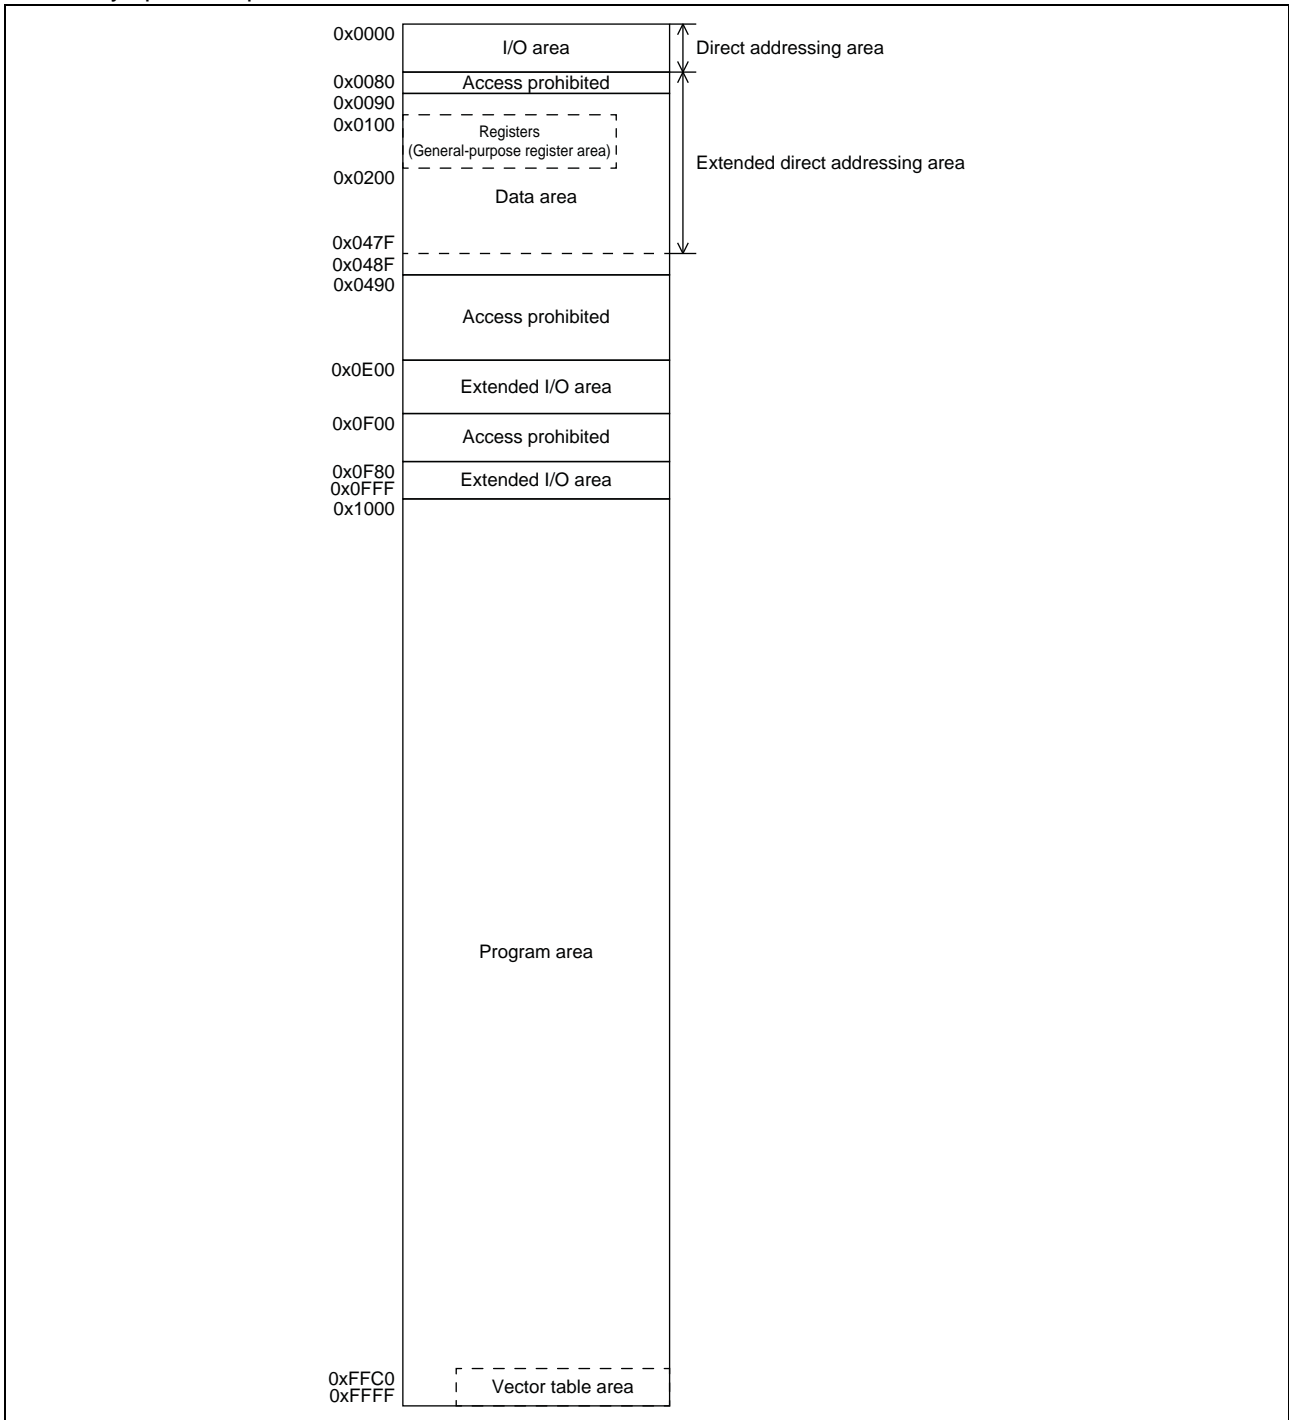 0x0000
I/O area
Direct addressing area
0x0080
Access prohibited
0x0090
0x0100
Registers
(General-purpose register area)
Extended direct addressing area
0x0200
Data area
0x047F
0x048F
0x0490
Access prohibited
0x0E00
Extended I/O area
0x0F00
Access prohibited
0x0F80
Extended I/O area
0x0FFF
0x1000
Program area
0xFFC0
Vector table area
0xFFFF